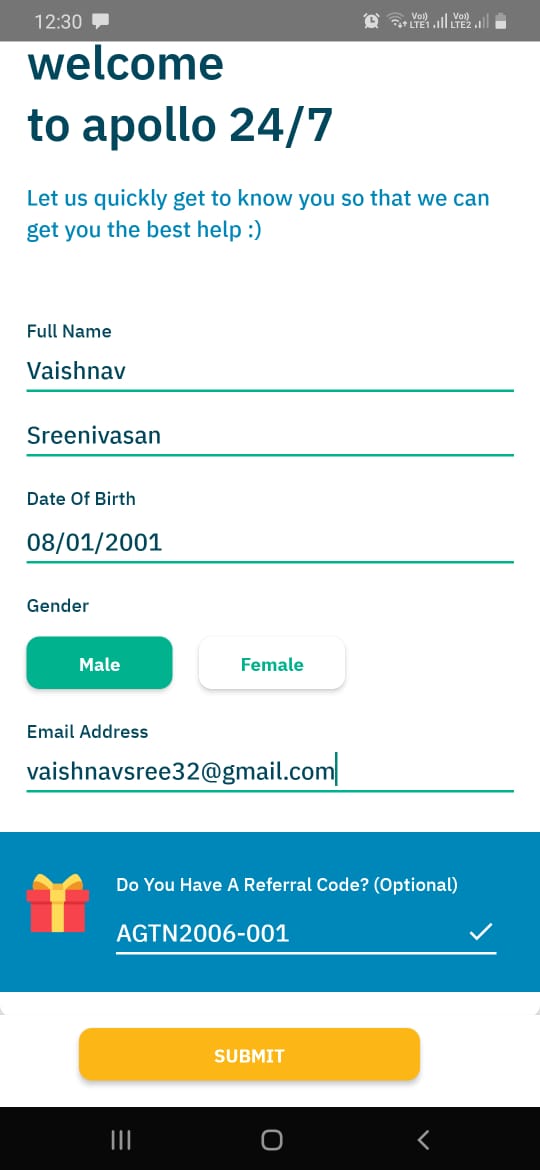 12:30
Vo)) LTE1 Vo)) LTE2
welcome
to apollo 24/7
Let us quickly get to know you so that we can
get you the best help :)
Full Name
Vaishnav
Sreenivasan
Date Of Birth
08/01/2001
Gender
Male Female
Email Address
vaishnavsree32@gmail.com
Do You Have A Referral Code? (Optional)
AGTN2006-001
SUBMIT